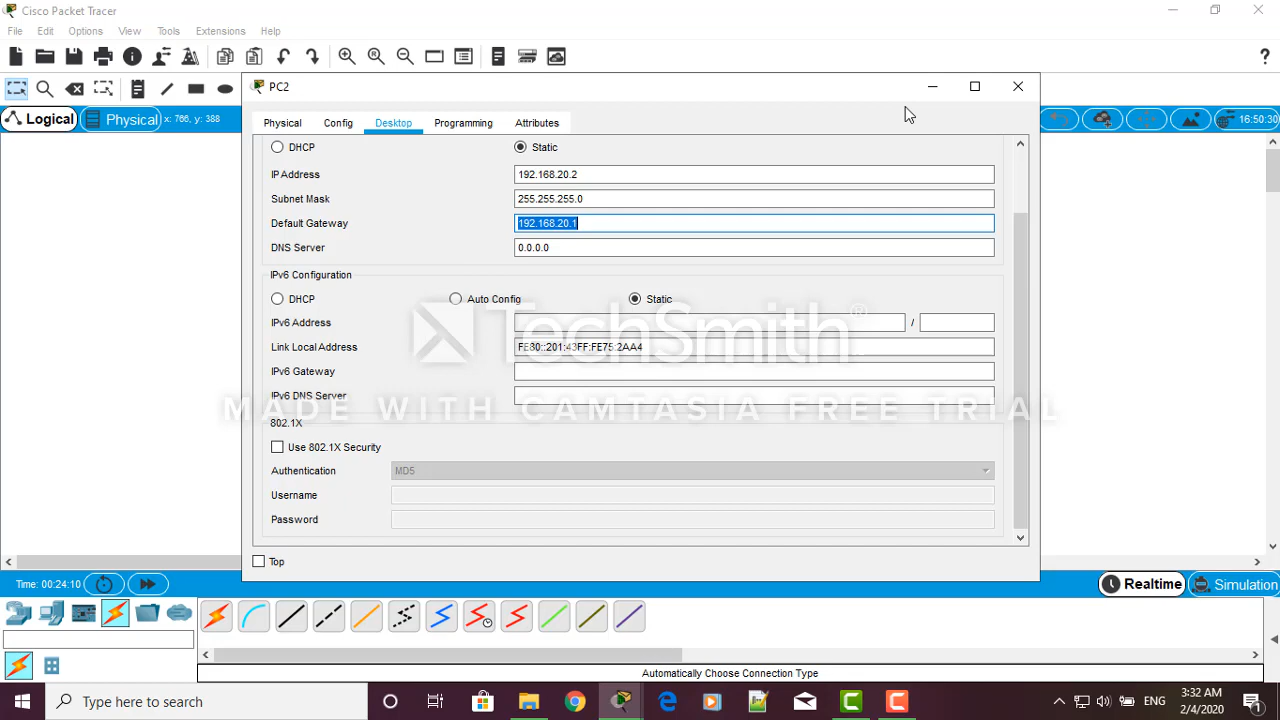 Cisco Packet Tracer
File Edit Options View Tools Extensions Help
?
PC2
Logical Physical x: 766, y: 388 16:50:30
Physical Config Desktop Programming Attributes
DHCP Static
IP Address 192.168.20.2
Subnet Mask 255.255.255.0
Default Gateway 192.168.20.1
DNS Server 0.0.0.0
IPv6 Configuration
DHCP Auto Config Static
IPv6 Address /
TechSmith®
Link Local Address FE80::201:43FF:FE75:2AA4
IPv6 Gateway
IPv6 DNS Server
MADE WITH CAMTASIA FREE TRIAL
802.1X
Use 802.1X Security
Authentication MD5
Username
Password
Top
Time: 00:24:10 Realtime Simulation
Automatically Choose Connection Type
Type here to search ENG 3:32 AM
2/4/2020 1